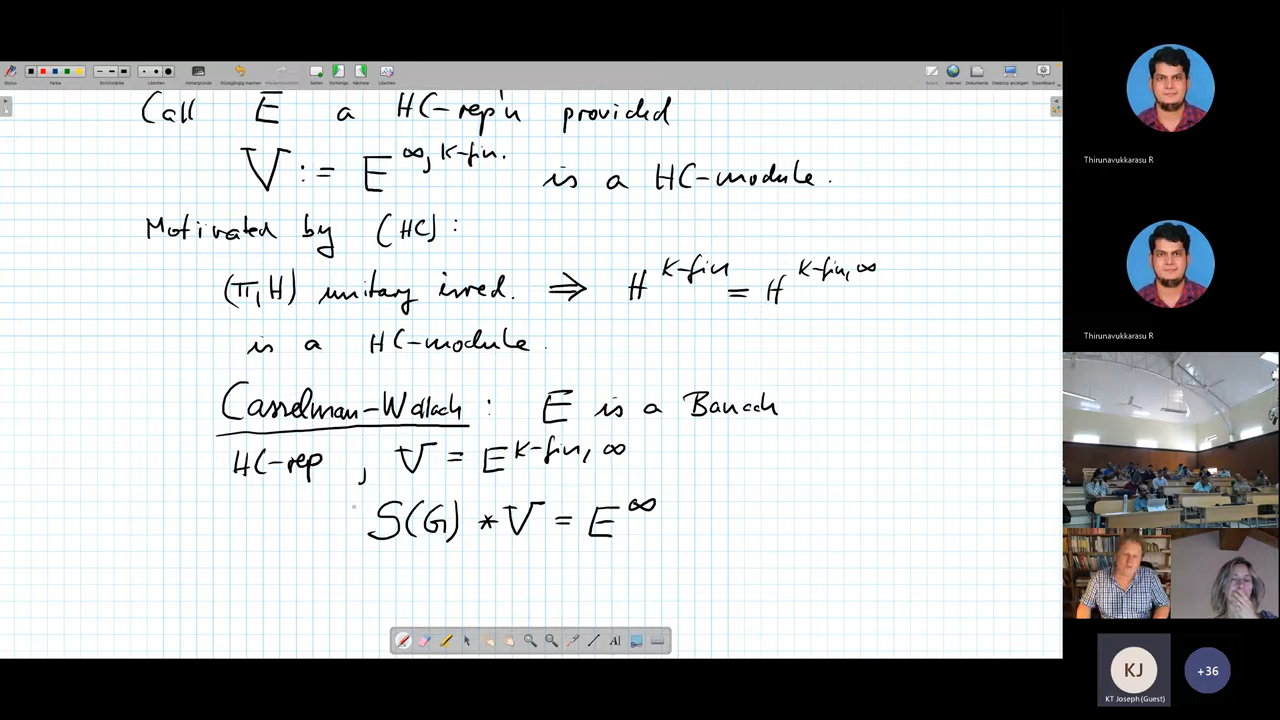 Call E a HC-rep'n provided
V := E^∞, K-fin. is a HC-module.
Motivated by (HC):
(π, H) unitary irred. ⇒ H^K-fin = H^K-fin, ∞
is a HC-module.
Casselman-Wallach : E is a Banach
HC-rep , V = E^K-fin, ∞
S(G) * V = E^∞
Thirunavukkarasu R
Thirunavukkarasu R
KJ
+36
KT Joseph (Guest)